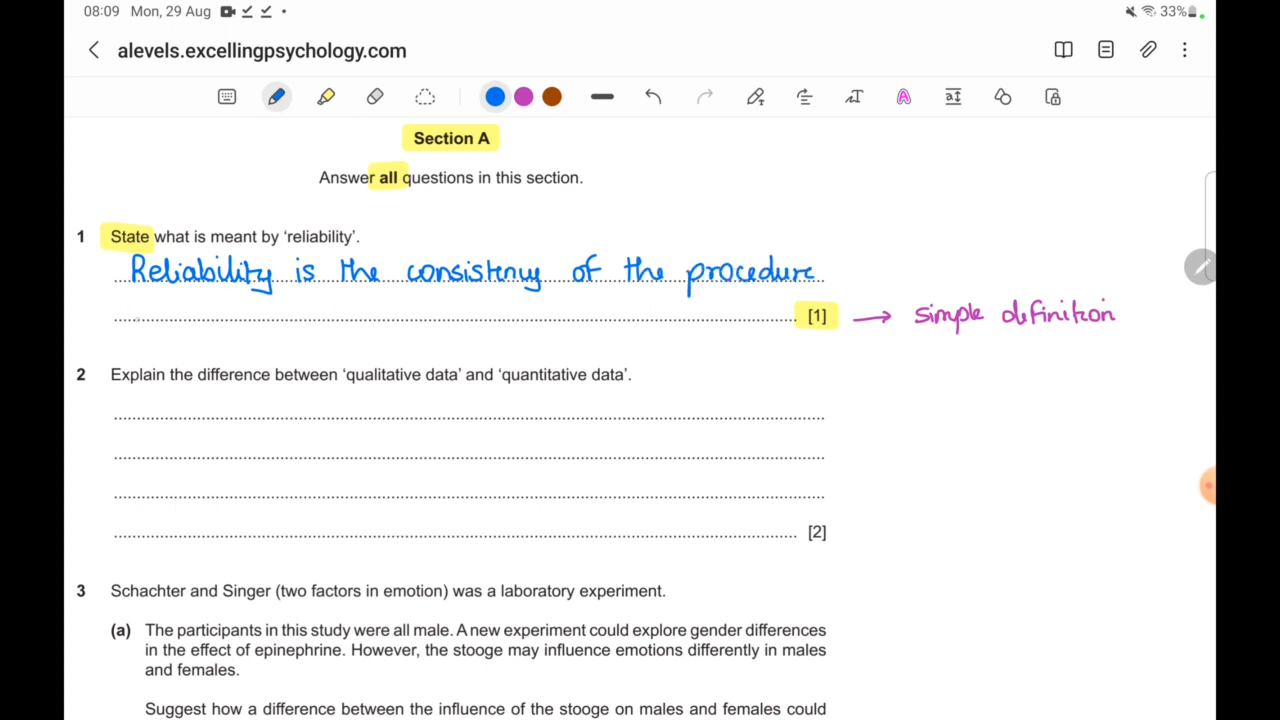 08:09 Mon, 29 Aug
33%
alevels.excellingpsychology.com
Section A
Answer all questions in this section.
1 State what is meant by ‘reliability’.
Reliability is the consistency of the procedure
[1] → simple definition
2 Explain the difference between ‘qualitative data’ and ‘quantitative data’.
[2]
3 Schachter and Singer (two factors in emotion) was a laboratory experiment.
(a) The participants in this study were all male. A new experiment could explore gender differences
in the effect of epinephrine. However, the stooge may influence emotions differently in males
and females.
Suggest how a difference between the influence of the stooge on males and females could